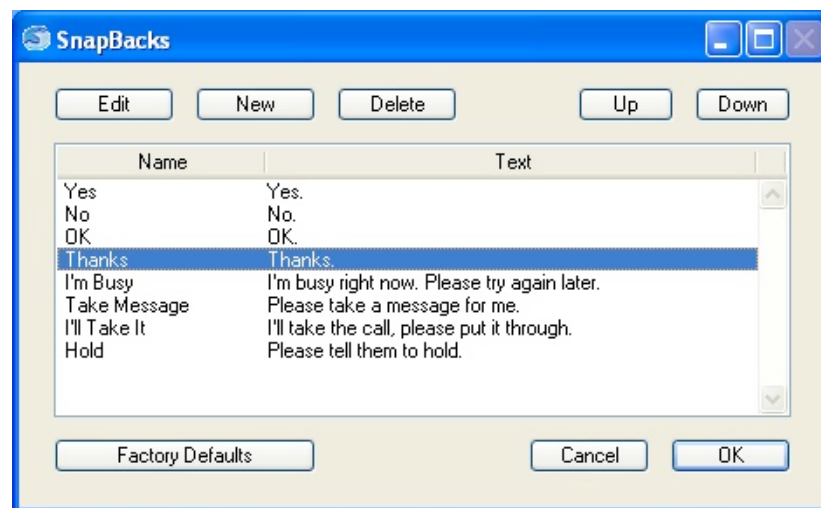 SnapBacks
Edit New Delete Up Down
Name Text
Yes Yes.
No No.
OK OK.
Thanks Thanks.
I'm Busy I'm busy right now. Please try again later.
Take Message Please take a message for me.
I'll Take It I'll take the call, please put it through.
Hold Please tell them to hold.
Factory Defaults Cancel OK